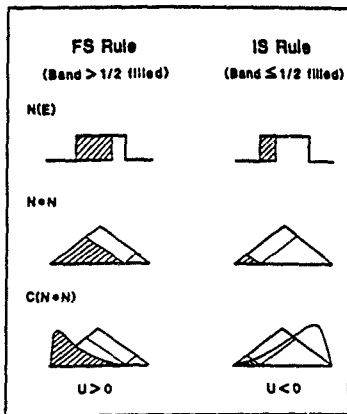 FS Rule IS Rule
(Band > 1/2 filled) (Band ≤ 1/2 filled)
N(E)
N*N
C(N*N)
U>0 U<0